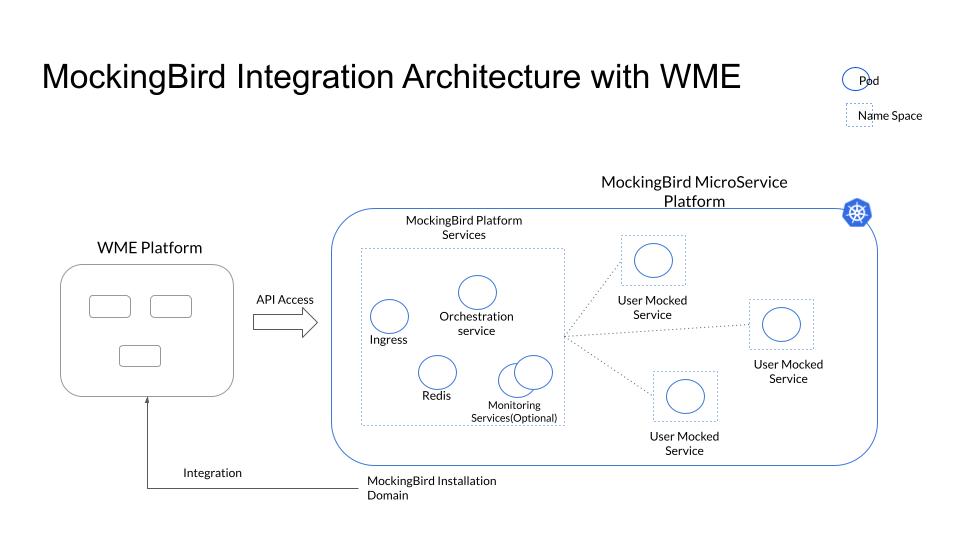 MockingBird Integration Architecture with WME
Pod
Name Space
MockingBird MicroService
Platform
MockingBird Platform
Services
WME Platform
API Access
Ingress
Orchestration
service
Redis
Monitoring
Services(Optional)
User Mocked
Service
User Mocked
Service
User Mocked
Service
Integration
MockingBird Installation
Domain